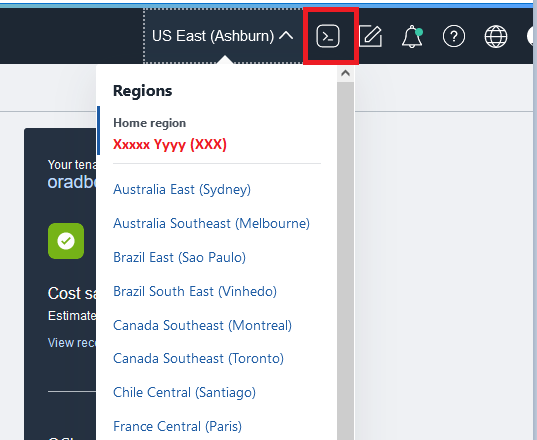 US East (Ashburn)
Regions
Home region
Xxxxx Yyyy (XXX)
Your tena
oradb
Australia East (Sydney)
Australia Southeast (Melbourne)
Brazil East (Sao Paulo)
Cost sa
Brazil South East (Vinhedo)
Estimate
Canada Southeast (Montreal)
View reco
Canada Southeast (Toronto)
Chile Central (Santiago)
France Central (Paris)